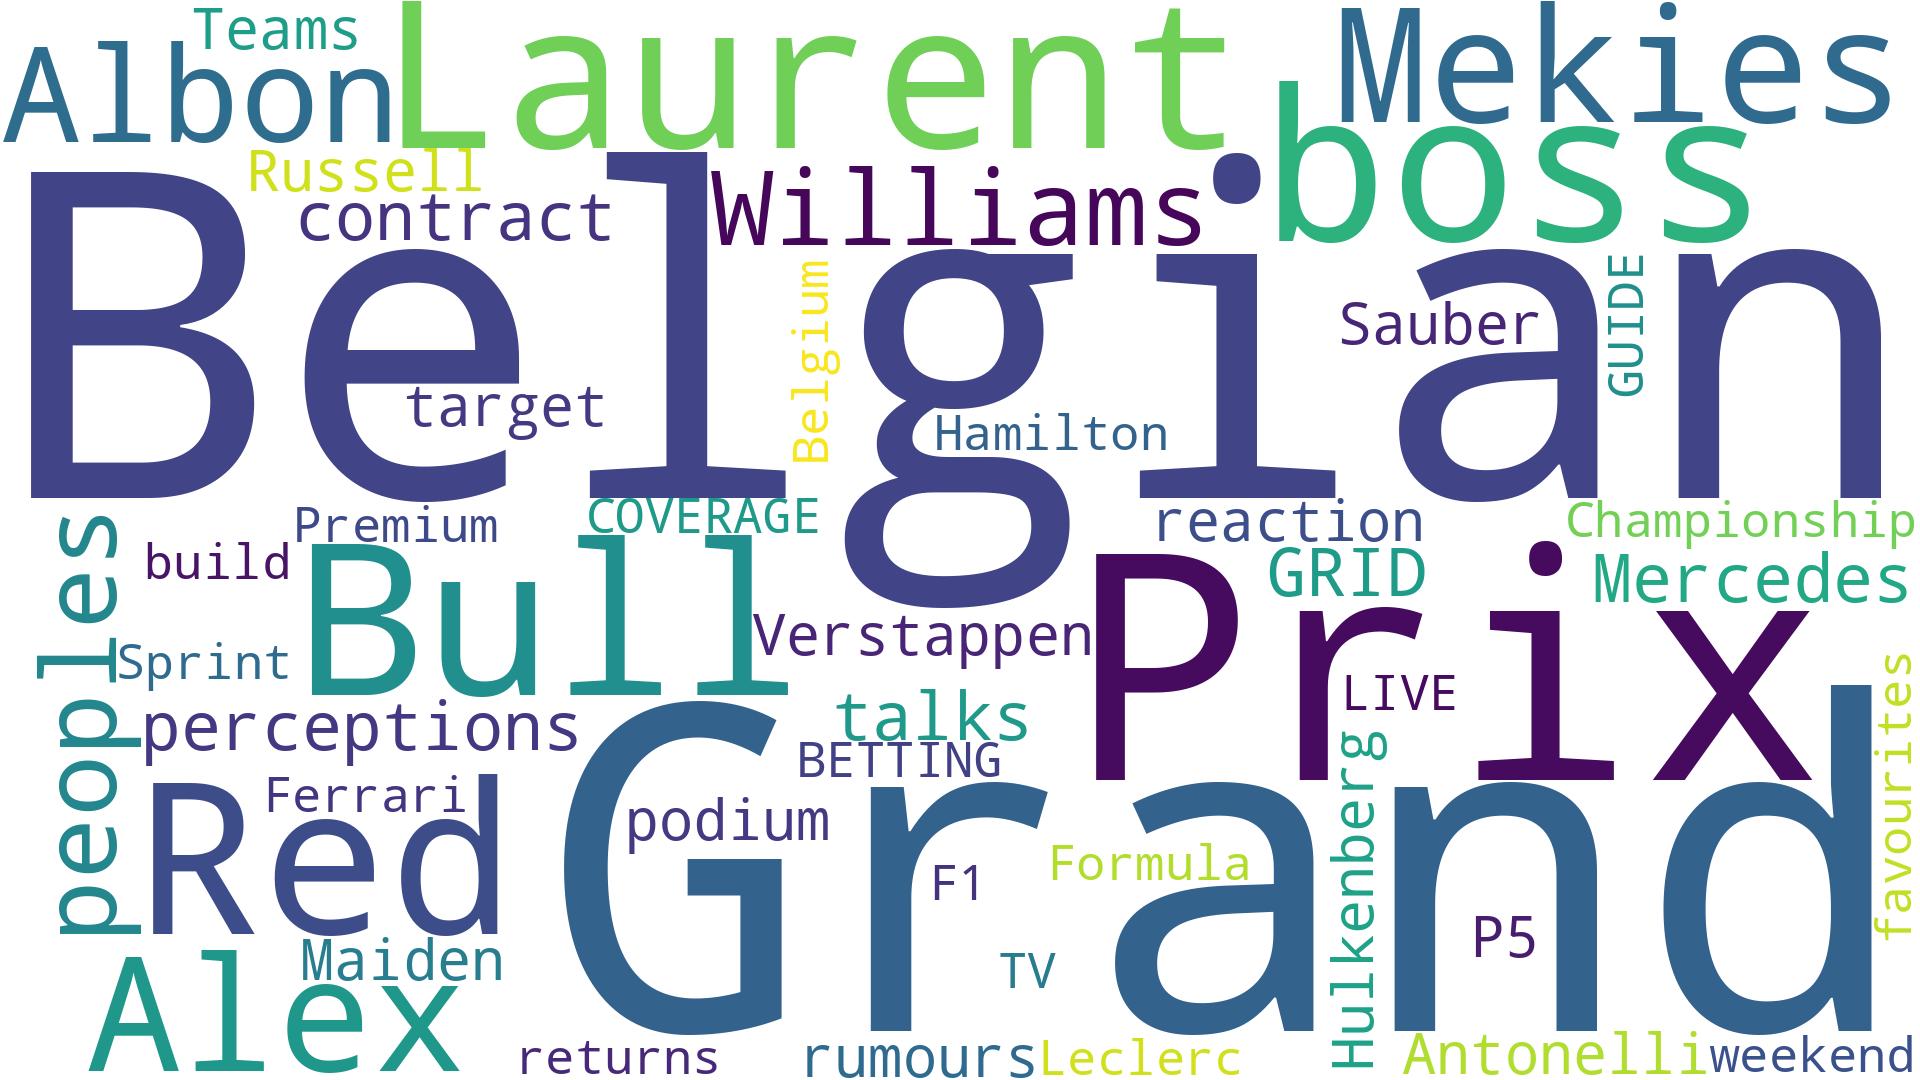 Teams
Laurent
Mekies
Albon
boss
Russell
contract
Williams
Belgian
Belgium
Sauber
GUIDE
target
Hamilton
Premium
COVERAGE
reaction
Championship
peoples
build
Bull
GRID
Mercedes
Prix
Verstappen
Sprint
LIVE
favourites
perceptions
talks
BETTING
Hulkenberg
Red
Ferrari
Grand
podium
Formula
F1
P5
Maiden
TV
Alex
returns
rumours
Leclerc
Antonelli
weekend